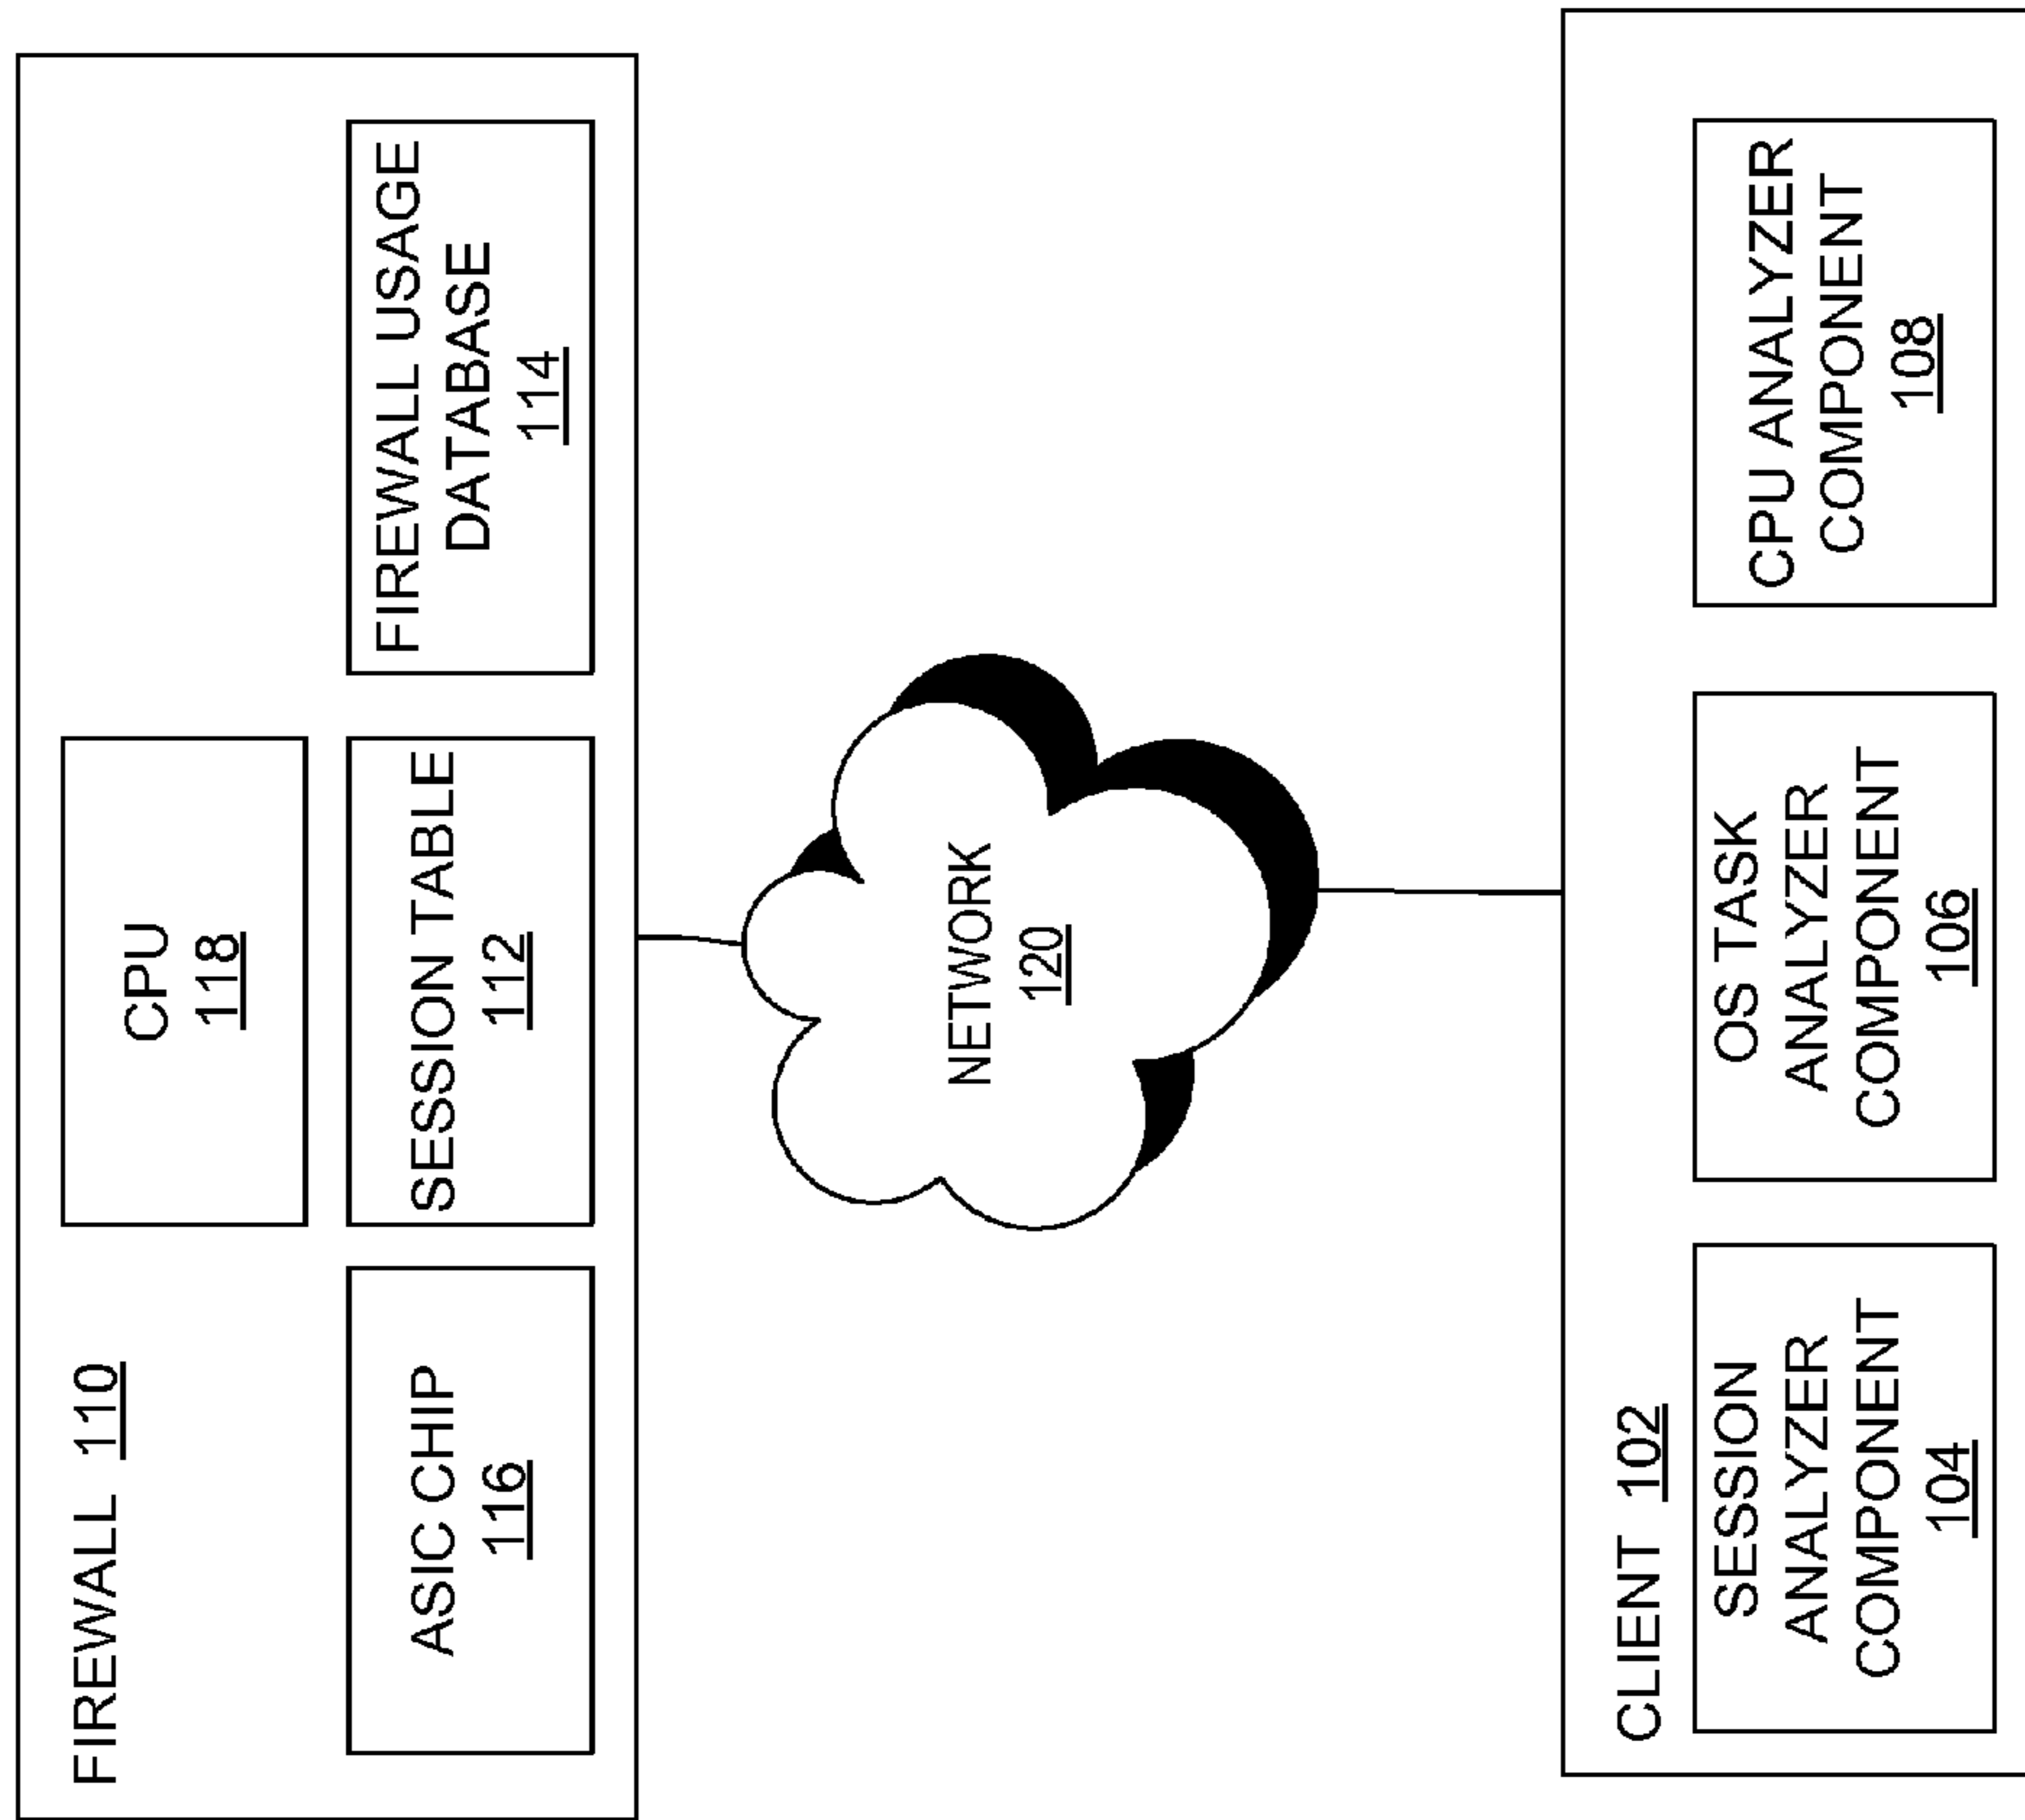 FIREWALL 110
CPU
118
ASIC CHIP
116
SESSION TABLE
112
FIREWALL USAGE
DATABASE
114
NETWORK
120
CLIENT 102
SESSION
ANALYZER
COMPONENT
104
OS TASK
ANALYZER
COMPONENT
106
CPU ANALYZER
COMPONENT
108